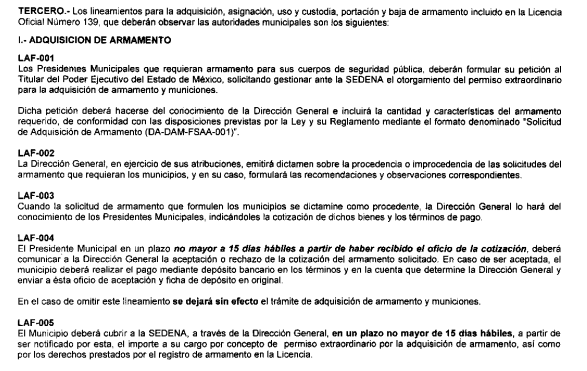 TERCERO.- Los lineamientos para la adquisición, asignación, uso y custodia, portación y baja de armamento incluido en la Licencia
Oficial Número 139, que deberán observar las autoridades municipales son los siguientes:
I.- ADQUISICION DE ARMAMENTO
LAF-001
Los Presidentes Municipales que requieran armamento para sus cuerpos de seguridad pública, deberán formular su petición al
Titular del Poder Ejecutivo del Estado de México, solicitando gestionar ante la SEDENA el otorgamiento del permiso extraordinario
para la adquisición de armamento y municiones.
Dicha petición deberá hacerse del conocimiento de la Dirección General e incluirá la cantidad y características del armamento
requerido, de conformidad con las disposiciones previstas por la Ley y su Reglamento mediante el formato denominado "Solicitud
de Adquisición de Armamento (DA-DAM-FSAA-001)".
LAF-002
La Dirección General, en ejercicio de sus atribuciones, emitirá dictamen sobre la procedencia o improcedencia de las solicitudes del
armamento que requieran los municipios, y en su caso, formulará las recomendaciones y observaciones correspondientes.
LAF-003
Cuando la solicitud de armamento que formulen los municipios se dictamine como procedente, la Dirección General lo hará del
conocimiento de los Presidentes Municipales, indicándoles la cotización de dichos bienes y los términos de pago.
LAF-004
El Presidente Municipal en un plazo no mayor a 15 días hábiles a partir de haber recibido el oficio de la cotización, deberá
comunicar a la Dirección General la aceptación o rechazo de la cotización del armamento solicitado. En caso de ser aceptada, el
municipio deberá realizar el pago mediante depósito bancario en los términos y en la cuenta que determine la Dirección General y
enviar a ésta oficio de aceptación y ficha de depósito en original.
En el caso de omitir este lineamiento se dejará sin efecto el trámite de adquisición de armamento y municiones.
LAF-005
El Municipio deberá cubrir a la SEDENA, a través de la Dirección General, en un plazo no mayor de 15 días hábiles, a partir de
ser notificado por esta, el importe a su cargo por concepto de permiso extraordinario por la adquisición de armamento, así como
por los derechos prestados por el registro de armamento en la Licencia.